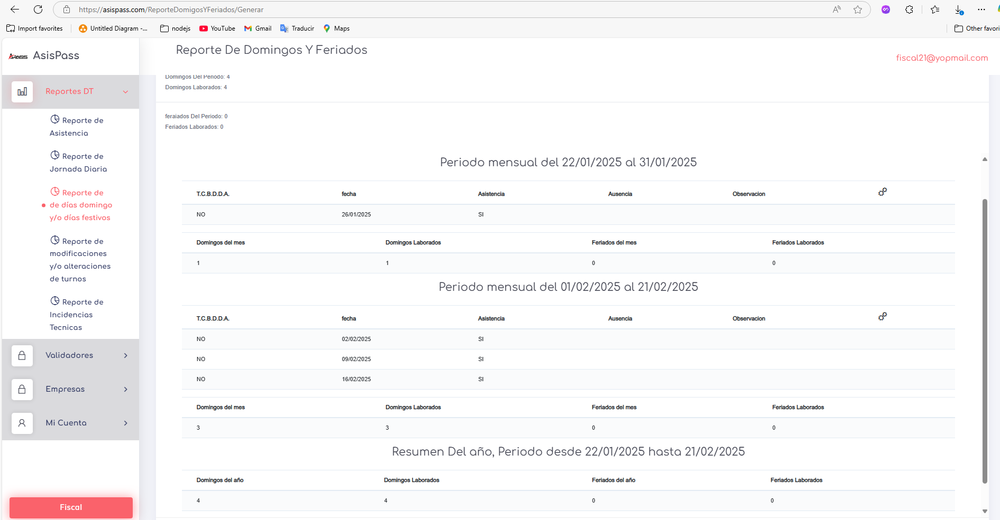 https://asispass.com/ReporteDomigosYFeriados/Generar
Import favorites
Untitled Diagram -...
nodejs
YouTube
Gmail
Traducir
Maps
Other favori
AsisPass
Reporte De Domingos Y Feriados
fiscal21@yopmail.com
Reportes DT
Reporte de
Asistencia
Reporte de
Jornada Diaria
Reporte de
de días domingo
y/o días festivos
Reporte de
modificaciones
y/o alteraciones
de turnos
Reporte de
Incidencias
Tecnicas
Validadores
Empresas
Mi Cuenta
Fiscal
Domingos Del Periodo: 4
Domingos Laborados: 4
feraiados Del Periodo: 0
Feriados Laborados: 0
Periodo mensual del 22/01/2025 al 31/01/2025
T.C.B.D.D.A. fecha Asistencia Ausencia Observacion
NO 26/01/2025 SI
Domingos del mes Domingos Laborados Feriados del mes Feriados Laborados
1 1 0 0
Periodo mensual del 01/02/2025 al 21/02/2025
T.C.B.D.D.A. fecha Asistencia Ausencia Observacion
NO 02/02/2025 SI
NO 09/02/2025 SI
NO 16/02/2025 SI
Domingos del mes Domingos Laborados Feriados del mes Feriados Laborados
3 3 0 0
Resumen Del año, Periodo desde 22/01/2025 hasta 21/02/2025
Domingos del año Domingos Laborados Feriados del año Feriados Laborados
4 4 0 0